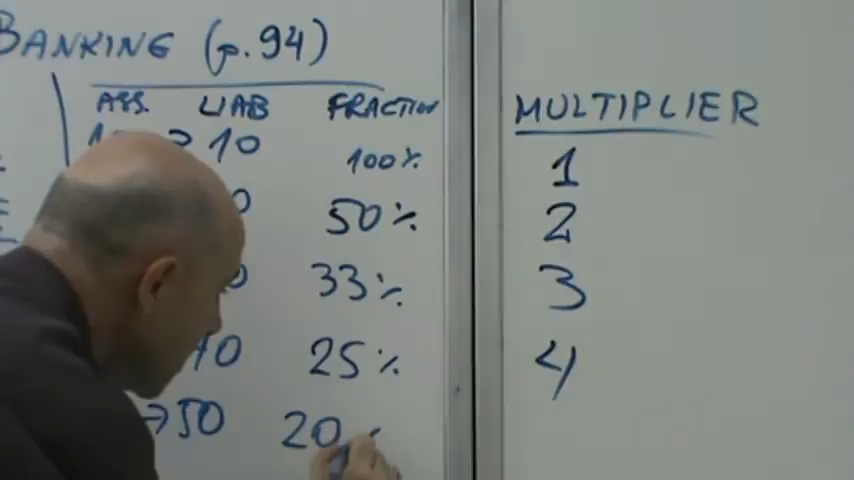 BANKING (p.94)
ASS. LIAB FRACTION MULTIPLIER
10 100% 1
50% 2
33% 3
40 25% 4
→50 20